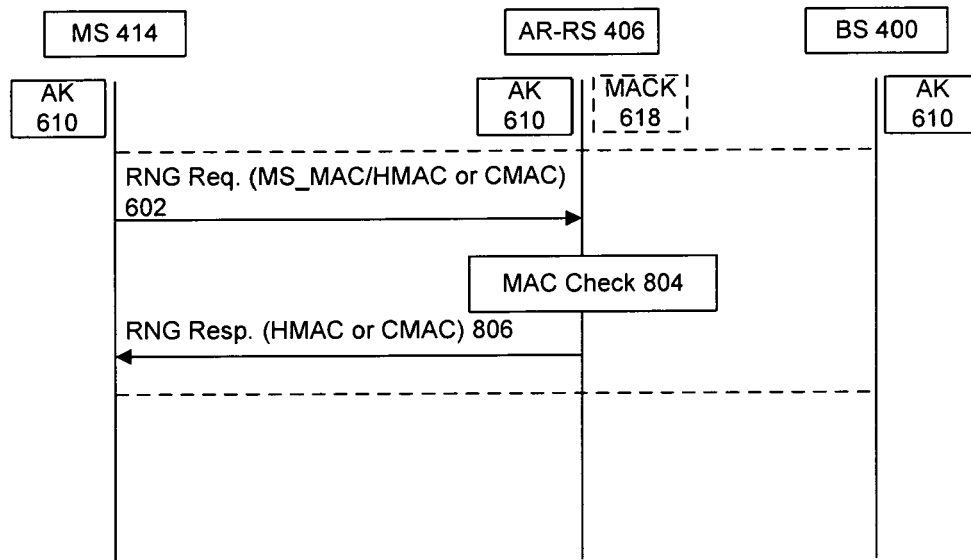 MS 414
AR-RS 406
BS 400
AK
610
AK
610
MACK
618
AK
610
RNG Req. (MS_MAC/HMAC or CMAC)
602
MAC Check 804
RNG Resp. (HMAC or CMAC) 806